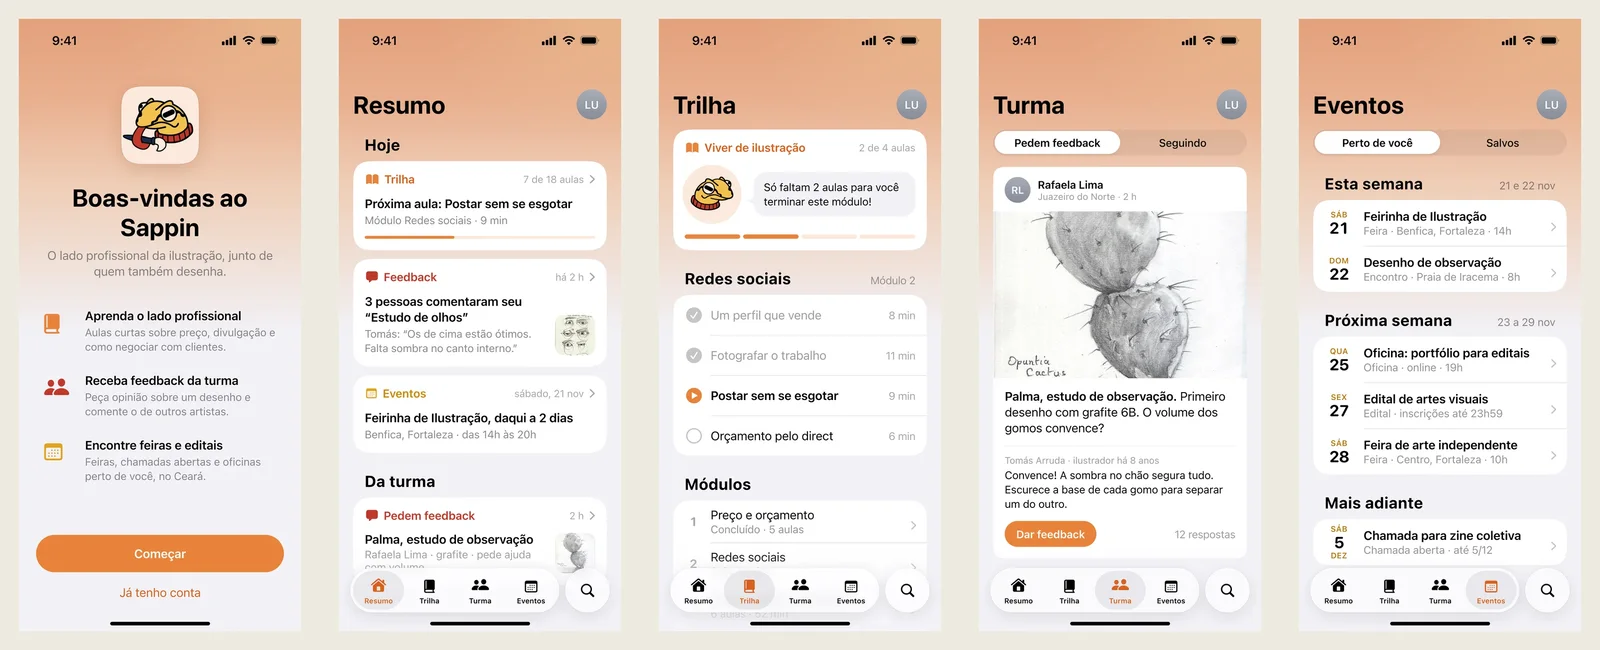 9:41
Boas-vindas ao
Sappin
O lado profissional da ilustração, junto de
quem também desenha.
Aprenda o lado profissional
Aulas curtas sobre preço, divulgação e
como negociar com clientes.
Receba feedback da turma
Peça opinião sobre um desenho e
comente o de outros artistas.
Encontre feiras e editais
Feiras, chamadas abertas e oficinas
perto de você, no Ceará.
Começar
Já tenho conta
9:41
Resumo
LU
Hoje
Trilha
7 de 18 aulas
Próxima aula: Postar sem se esgotar
Módulo Redes sociais · 9 min
Feedback
há 2 h
3 pessoas comentaram seu
“Estudo de olhos”
Tomás: “Os de cima estão ótimos.
Falta sombra no canto interno.”
Eventos
sábado, 21 nov
Feirinha de Ilustração, daqui a 2 dias
Benfica, Fortaleza · das 14h às 20h
Da turma
Pedem feedback
2 h
Palma, estudo de observação
Rafaela Lima · grafite · pede ajuda
com volume
Resumo
Trilha
Turma
Eventos
9:41
Trilha
LU
Viver de ilustração
2 de 4 aulas
Só faltam 2 aulas para você
terminar este módulo!
Redes sociais
Módulo 2
Um perfil que vende
8 min
Fotografar o trabalho
11 min
Postar sem se esgotar
9 min
Orçamento pelo direct
6 min
Módulos
1
Preço e orçamento
Concluído · 5 aulas
2
Redes sociais
Resumo
Trilha
Turma
Eventos
9:41
Turma
LU
Pedem feedback
Seguindo
RL
Rafaela Lima
Juazeiro do Norte · 2 h
Opuntia
Cactus
Palma, estudo de observação. Primeiro
desenho com grafite 6B. O volume dos
gomos convence?
Tomás Arruda · ilustrador há 8 anos
Convence! A sombra no chão segura tudo.
Escurece a base de cada gomo para separar
um do outro.
Dar feedback
12 respostas
Resumo
Trilha
Turma
Eventos
9:41
Eventos
LU
Perto de você
Salvos
Esta semana
21 e 22 nov
SÁB
21
Feirinha de Ilustração
Feira · Benfica, Fortaleza · 14h
DOM
22
Desenho de observação
Encontro · Praia de Iracema · 8h
Próxima semana
23 a 29 nov
QUA
25
Oficina: portfólio para editais
Oficina · online · 19h
SEX
27
Edital de artes visuais
Edital · inscrições até 23h59
SÁB
28
Feira de arte independente
Feira · Centro, Fortaleza · 10h
Mais adiante
SÁB
5
DEZ
Chamada para zine coletiva
Chamada aberta · até 5/12
Resumo
Trilha
Turma
Eventos